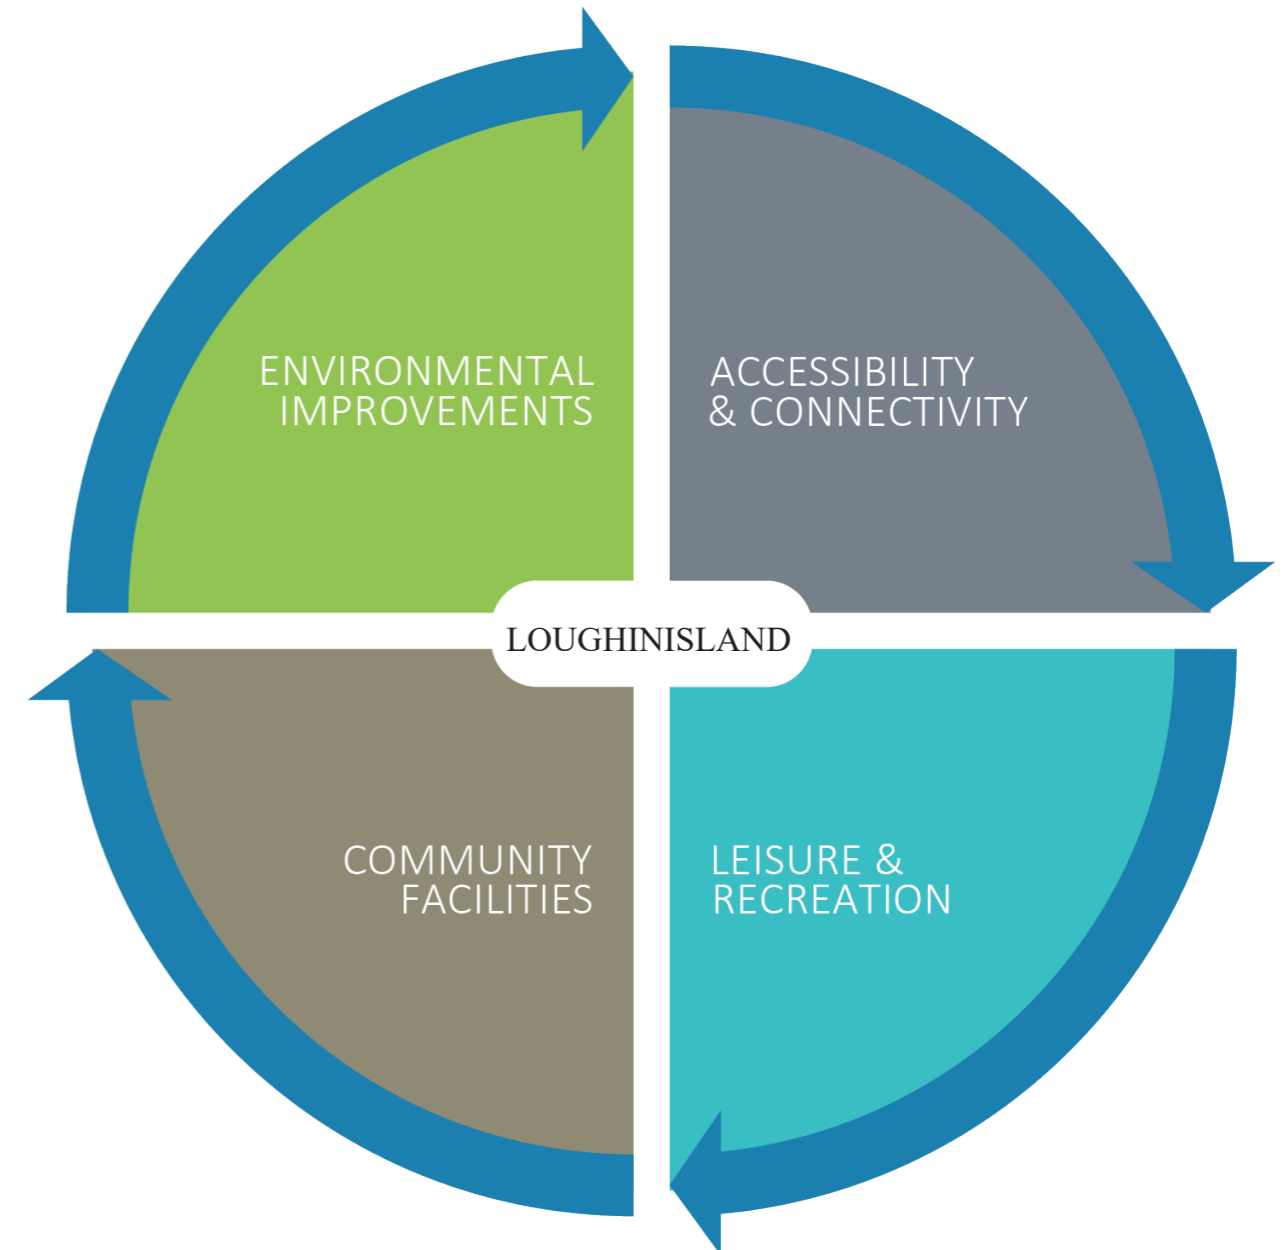 ENVIRONMENTAL
IMPROVEMENTS
ACCESSIBILITY
& CONNECTIVITY
LOUGHINISLAND
COMMUNITY
FACILITIES
LEISURE &
RECREATION